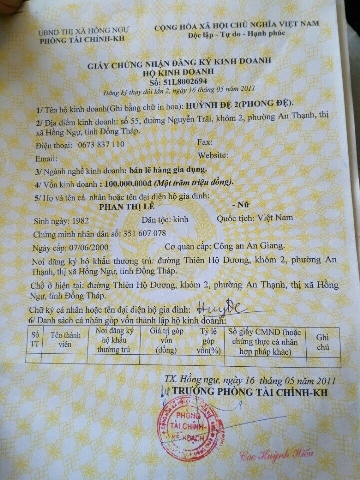 UBND THỊ XÃ HỒNG NGỰ
PHÒNG TÀI CHÍNH-KH
CỘNG HÒA XÃ HỘI CHỦ NGHĨA VIỆT NAM
Độc lập - Tự do - Hạnh phúc
GIẤY CHỨNG NHẬN ĐĂNG KÝ KINH DOANH
HỘ KINH DOANH
Số: 51L8002694
Đăng ký thay đổi lần 2, ngày 16 tháng 05 năm 2011
1/ Tên hộ kinh doanh(Ghi bằng chữ in hoa): HUỲNH ĐỆ 2(PHONG ĐỆ).
2/ Địa điểm kinh doanh: số 55, đường Nguyễn Trãi, khóm 2, phường An Thạnh, thị
xã Hồng Ngự, tỉnh Đồng Tháp.
Điện thoại: 0673 837 110 Fax:
Email: Website:
3/ Ngành nghề kinh doanh: bán lẻ hàng gia dụng.
4/ Vốn kinh doanh : 100.000.000đ (Một trăm triệu đồng).
5/ Họ và tên cá nhân hoặc tên đại diện hộ gia đình:
PHAN THỊ LỆ - Nữ
Sinh ngày: 1982 Dân tộc: kinh Quốc tịch: Việt Nam
Chứng minh nhân dân số: 351 607 078
Ngày cấp: 07/06/2000 Cơ quan cấp: Công an An Giang.
Nơi đăng ký hộ khẩu thường trú: đường Thiên Hộ Dương, khóm 2, phường An
Thạnh, thị xã Hồng Ngự, tỉnh Đồng Tháp.
Chỗ ở hiện tại: đường Thiên Hộ Dương, khóm 2, phường An Thạnh, thị xã Hồng
Ngự, tỉnh Đồng Tháp.
Chữ ký cá nhân hoặc tên đại diện hộ gia đình:
6/ Danh sách cá nhân góp vốn thành lập hộ kinh doanh:
Số TT Tên thành viên Nơi đăng ký hộ khẩu thường trú Giá trị góp vốn (đồng) Tỷ lệ góp vốn(%) Số giấy CMND (hoặc chứng thực cá nhân hợp pháp khác) Ghi chú
TX. Hồng ngự, ngày 16 tháng 05 năm 2011
TRƯỞNG PHÒNG TÀI CHÍNH-KH
PHÒNG
TÀI CHÍNH-
KẾ HOẠCH
Cao Huỳnh Hiếu